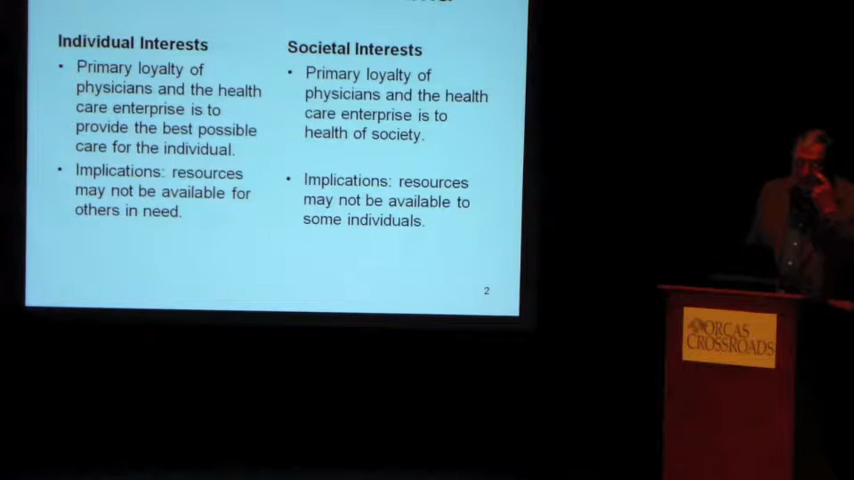 Individual Interests
• Primary loyalty of
physicians and the health
care enterprise is to
provide the best possible
care for the individual.
• Implications: resources
may not be available for
others in need.
Societal Interests
• Primary loyalty of
physicians and the health
care enterprise is to
health of society.
• Implications: resources
may not be available to
some individuals.
2
ORCAS
CROSSROADS